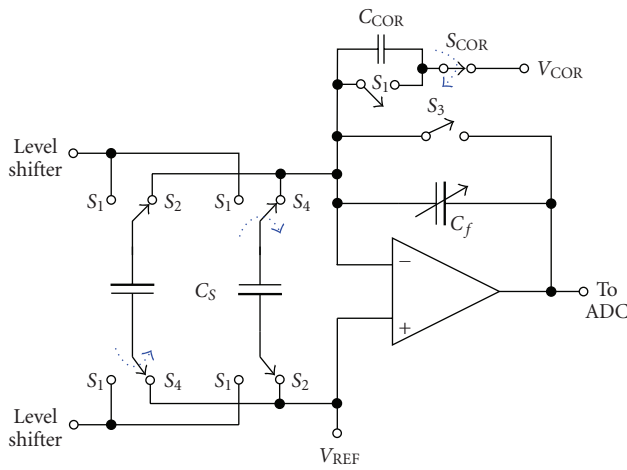 C_COR
S_COR
V_COR
S_1
S_3
Level
shifter
S_1
S_2
S_1
S_4
C_f
C_S
−
+
To
ADC
S_1
S_4
S_1
S_2
Level
shifter
V_REF